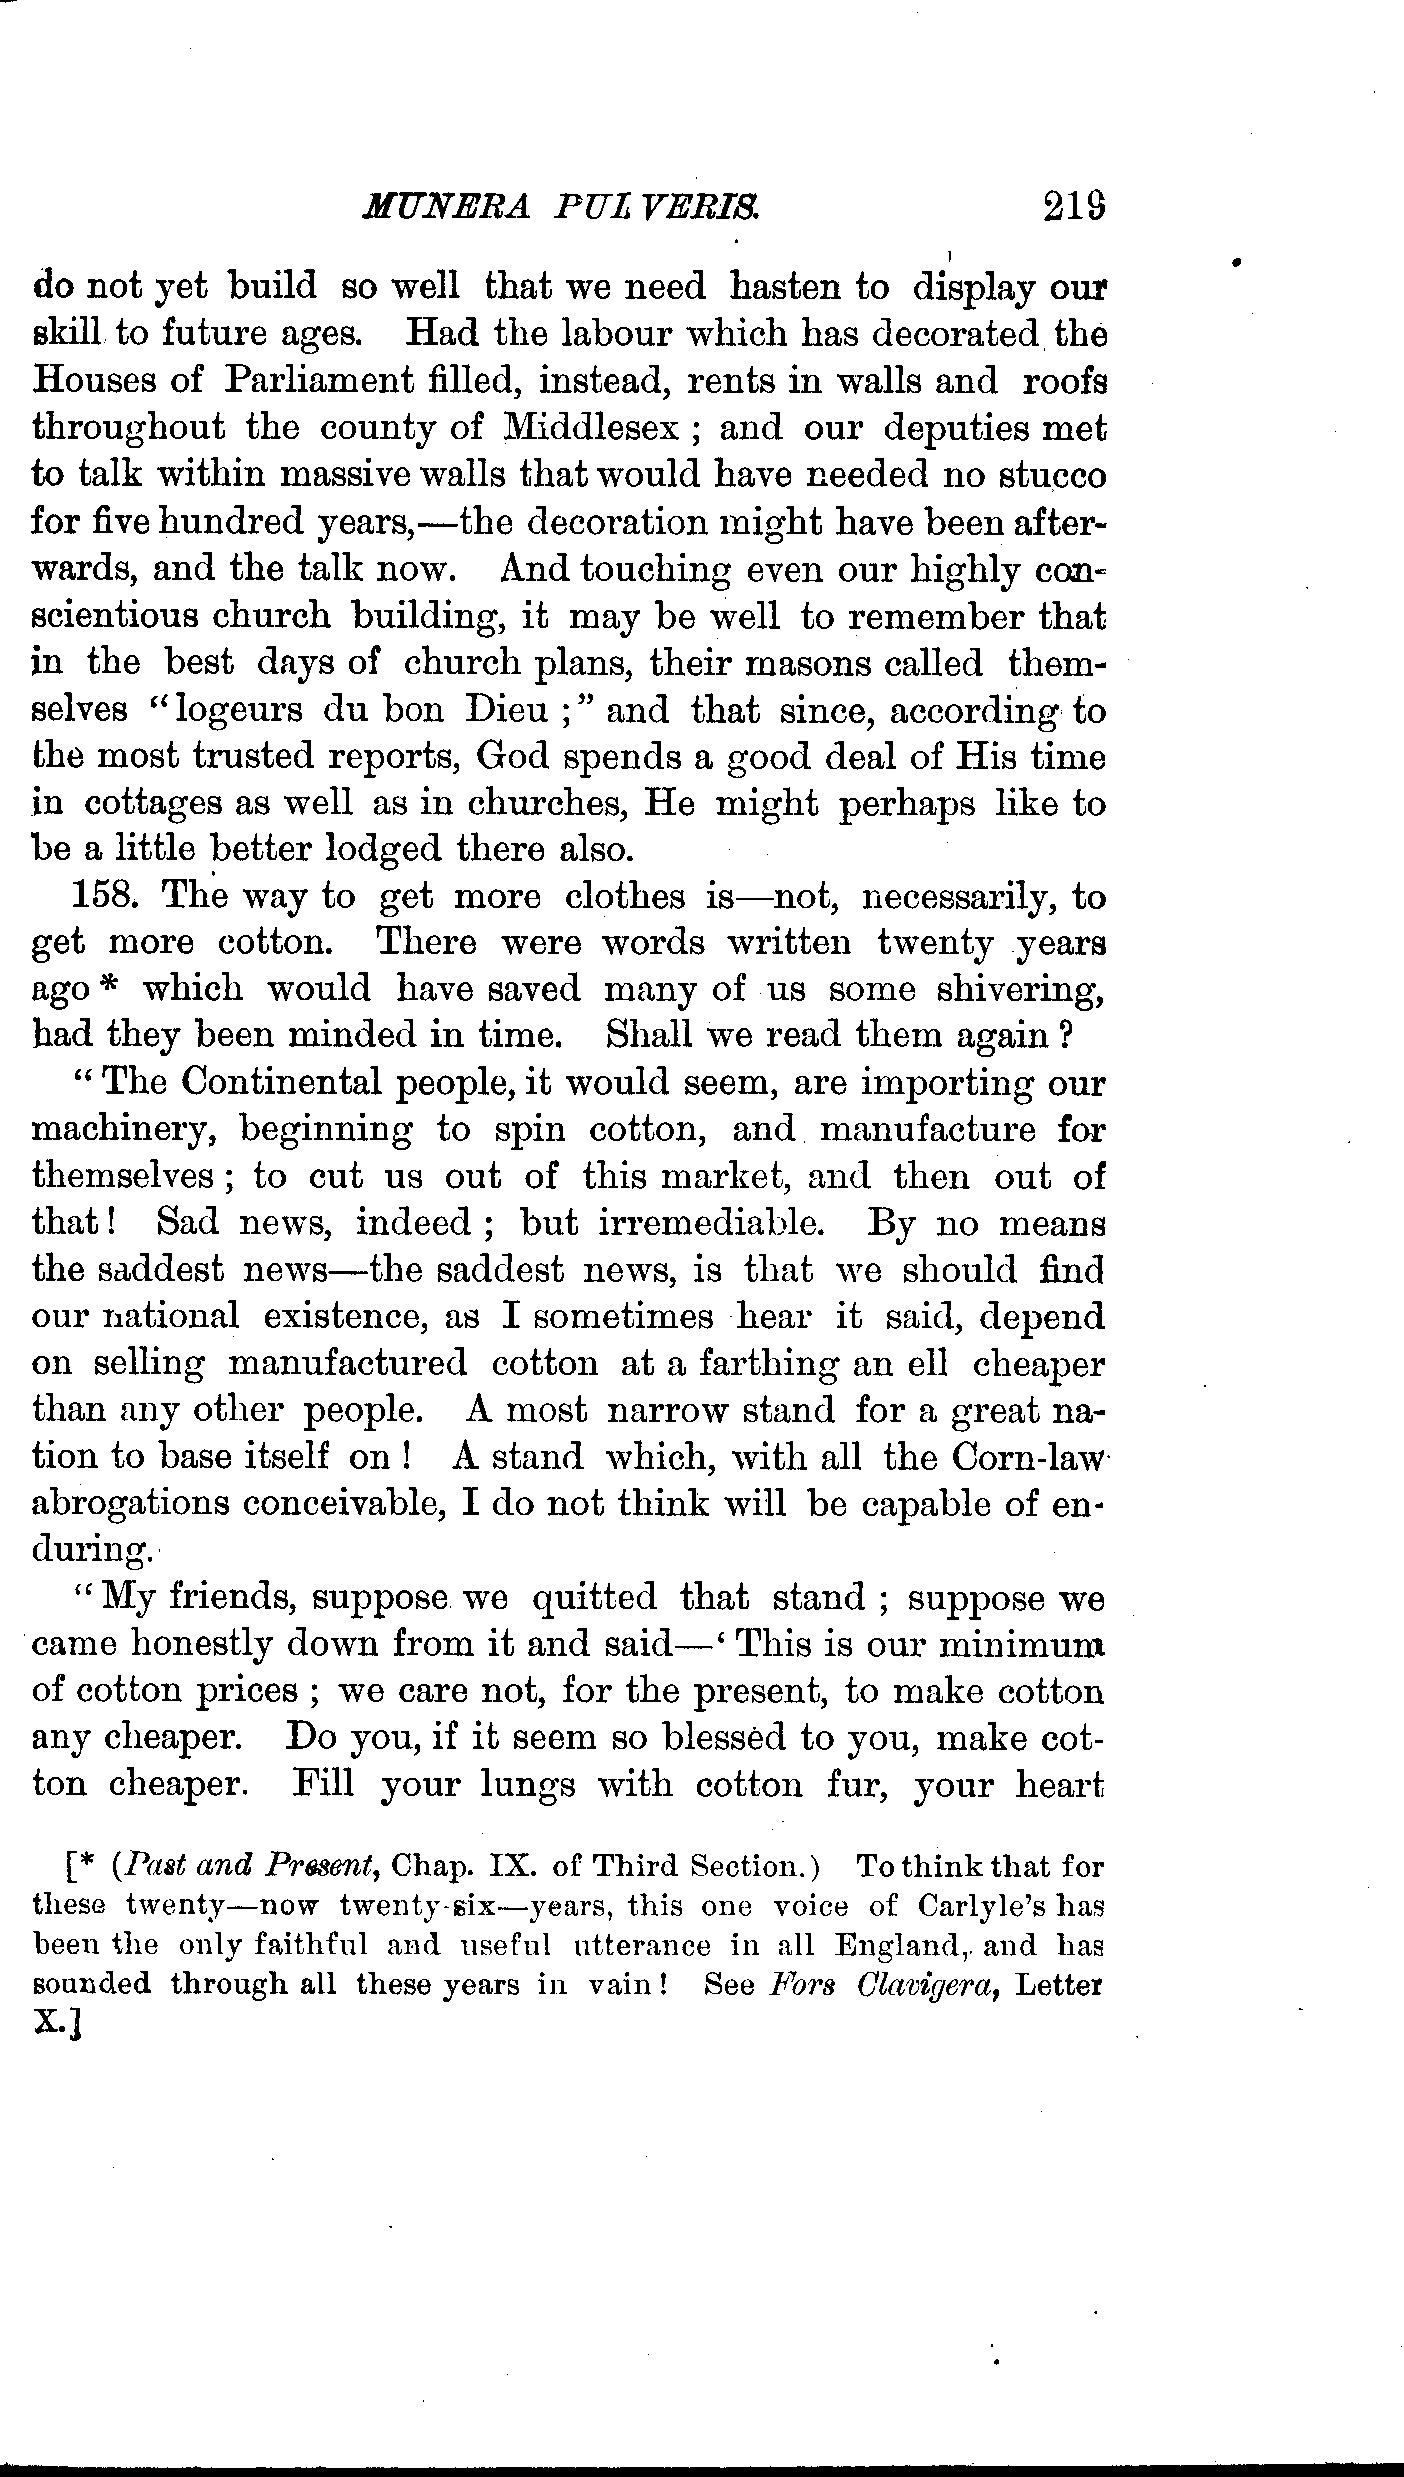 MUNERA PULVERIS. 219
do not yet build so well that we need hasten to display our
skill to future ages. Had the labour which has decorated the
Houses of Parliament filled, instead, rents in walls and roofs
throughout the county of Middlesex ; and our deputies met
to talk within massive walls that would have needed no stucco
for five hundred years,—the decoration might have been after-
wards, and the talk now. And touching even our highly con-
scientious church building, it may be well to remember that
in the best days of church plans, their masons called them-
selves “logeurs du bon Dieu ;” and that since, according to
the most trusted reports, God spends a good deal of His time
in cottages as well as in churches, He might perhaps like to
be a little better lodged there also.
158. The way to get more clothes is—not, necessarily, to
get more cotton. There were words written twenty years
ago * which would have saved many of us some shivering,
had they been minded in time. Shall we read them again ?
“ The Continental people, it would seem, are importing our
machinery, beginning to spin cotton, and manufacture for
themselves ; to cut us out of this market, and then out of
that ! Sad news, indeed ; but irremediable. By no means
the saddest news—the saddest news, is that we should find
our national existence, as I sometimes hear it said, depend
on selling manufactured cotton at a farthing an ell cheaper
than any other people. A most narrow stand for a great na-
tion to base itself on ! A stand which, with all the Corn-law
abrogations conceivable, I do not think will be capable of en-
during.
“ My friends, suppose we quitted that stand ; suppose we
came honestly down from it and said—‘ This is our minimum
of cotton prices ; we care not, for the present, to make cotton
any cheaper. Do you, if it seem so blessed to you, make cot-
ton cheaper. Fill your lungs with cotton fur, your heart
[* (Past and Present, Chap. IX. of Third Section.) To think that for
these twenty—now twenty-six—years, this one voice of Carlyle's has
been the only faithful and useful utterance in all England, and has
sounded through all these years in vain ! See Fors Clavigera, Letter
X.]